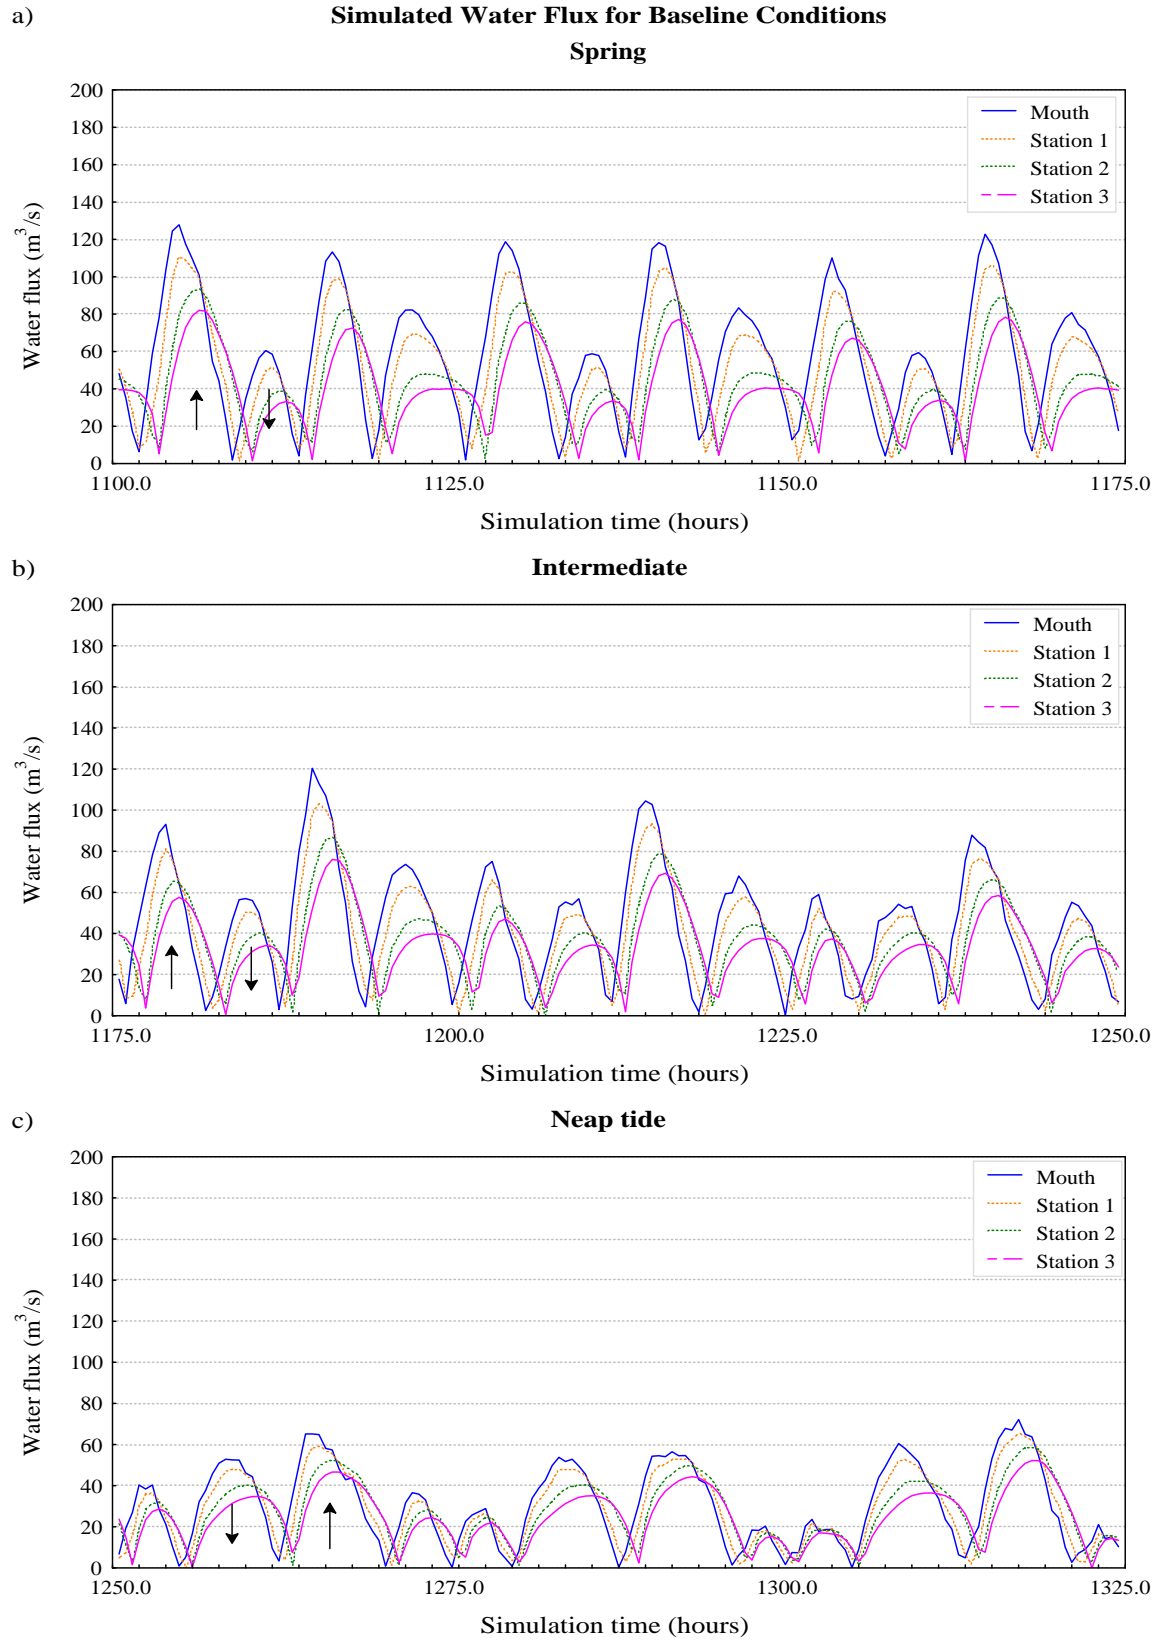 a)
Simulated Water Flux for Baseline Conditions
Spring
Water flux (m³/s)
200
180
160
140
120
100
80
60
40
20
0
Mouth
Station 1
Station 2
Station 3
1100.0 1125.0 1150.0 1175.0
Simulation time (hours)
b)
Intermediate
Water flux (m³/s)
200
180
160
140
120
100
80
60
40
20
0
Mouth
Station 1
Station 2
Station 3
1175.0 1200.0 1225.0 1250.0
Simulation time (hours)
c)
Neap tide
Water flux (m³/s)
200
180
160
140
120
100
80
60
40
20
0
Mouth
Station 1
Station 2
Station 3
1250.0 1275.0 1300.0 1325.0
Simulation time (hours)